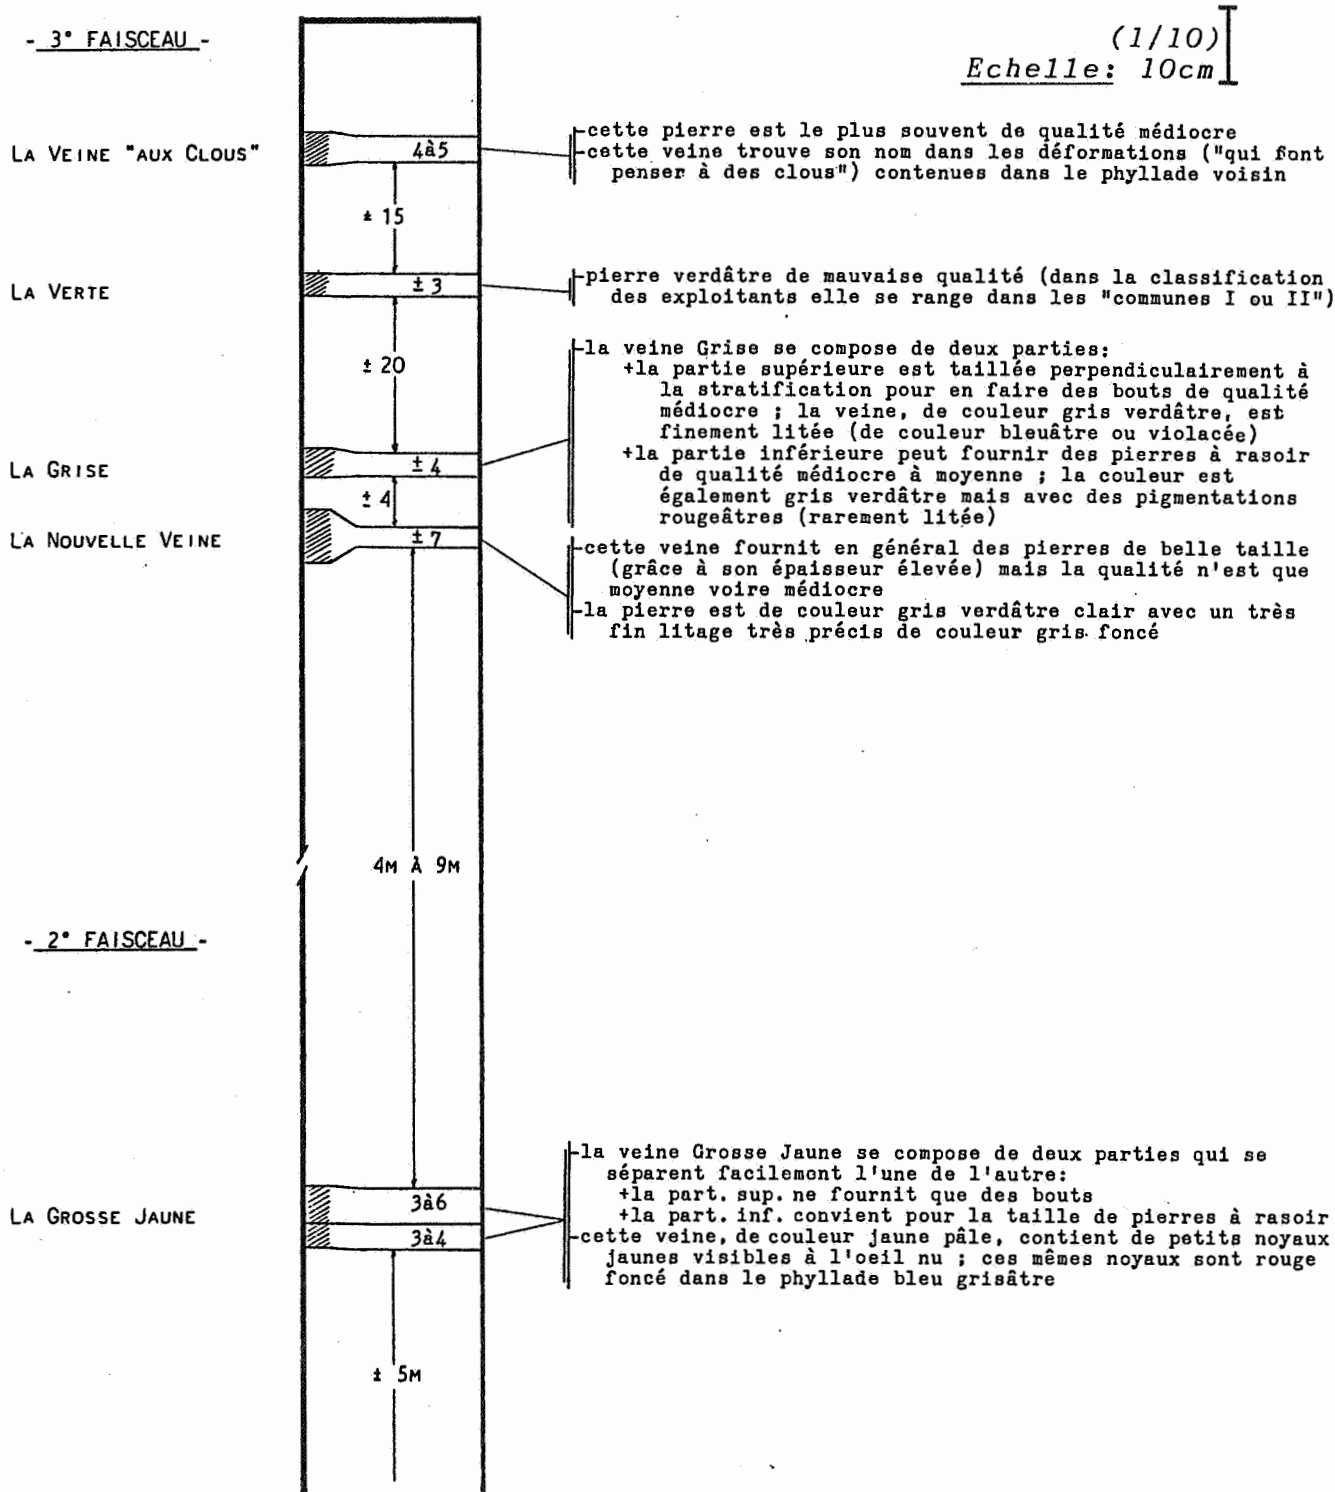 - 3° FAISCEAU -
(1/10)
Echelle: 10cm
LA VEINE "AUX CLOUS"
4à5
-cette pierre est le plus souvent de qualité médiocre
-cette veine trouve son nom dans les déformations ("qui font
penser à des clous") contenues dans le phyllade voisin
± 15
LA VERTE
± 3
-pierre verdâtre de mauvaise qualité (dans la classification
des exploitants elle se range dans les "communes I ou II")
± 20
-la veine Grise se compose de deux parties:
+la partie supérieure est taillée perpendiculairement à
la stratification pour en faire des bouts de qualité
médiocre ; la veine, de couleur gris verdâtre, est
finement litée (de couleur bleuâtre ou violacée)
+la partie inférieure peut fournir des pierres à rasoir
de qualité médiocre à moyenne ; la couleur est
également gris verdâtre mais avec des pigmentations
rougeâtres (rarement litée)
LA GRISE
± 4
± 4
LA NOUVELLE VEINE
± 7
-cette veine fournit en général des pierres de belle taille
(grâce à son épaisseur élevée) mais la qualité n'est que
moyenne voire médiocre
-la pierre est de couleur gris verdâtre clair avec un très
fin litage très précis de couleur gris foncé
4M À 9M
- 2° FAISCEAU -
LA GROSSE JAUNE
3à6
3à4
-la veine Grosse Jaune se compose de deux parties qui se
séparent facilement l'une de l'autre:
+la part. sup. ne fournit que des bouts
+la part. inf. convient pour la taille de pierres à rasoir
-cette veine, de couleur jaune pâle, contient de petits noyaux
jaunes visibles à l'oeil nu ; ces mêmes noyaux sont rouge
foncé dans le phyllade bleu grisâtre
± 5M